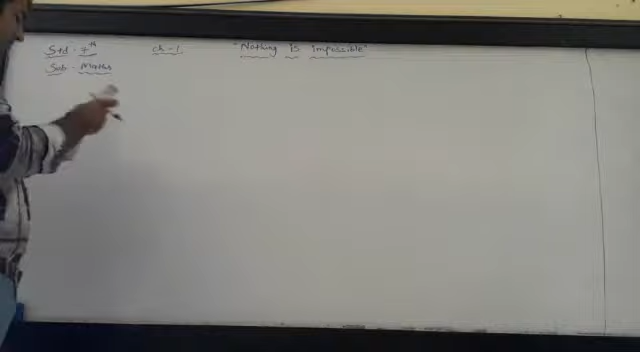 Std - 7th ch - 1 "Nothing is impossible"
Sub - Maths